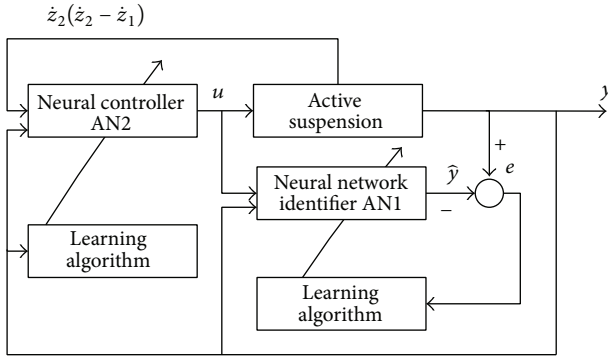 ż₂(ż₂ − ż₁)
Neural controller
AN2
u
Active
suspension
y
+
e
Neural network
identifier AN1
ŷ
−
Learning
algorithm
Learning
algorithm